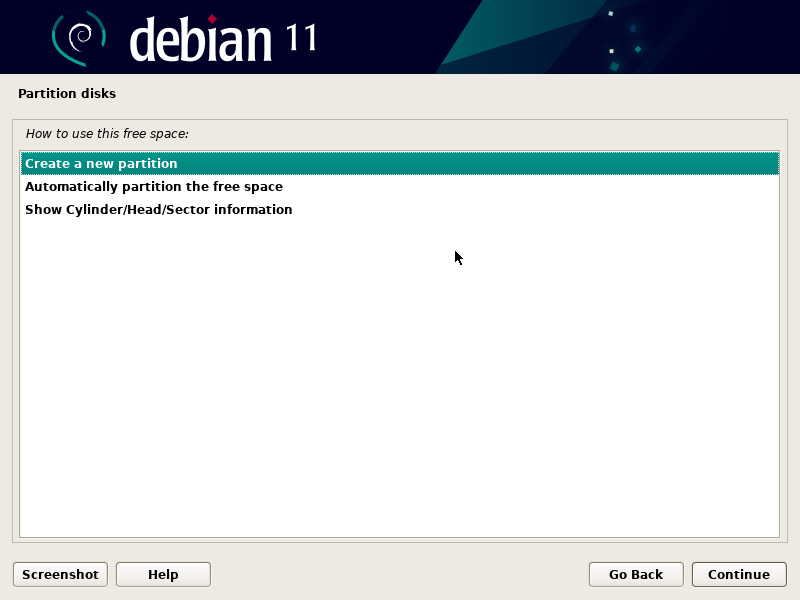 debian 11
Partition disks
How to use this free space:
Create a new partition
Automatically partition the free space
Show Cylinder/Head/Sector information
Screenshot Help Go Back Continue